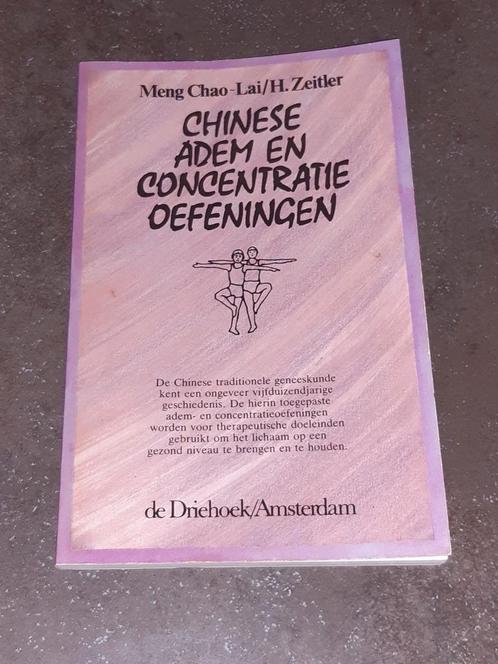 Meng Chao-Lai/H. Zeitler
CHINESE
ADEM EN
CONCENTRATIE
OEFENINGEN
De Chinese traditionele geneeskunde
kent een ongeveer vijfduizendjarige
geschiedenis. De hierin toegepaste
adem- en concentratieoefeningen
worden voor therapeutische doeleinden
gebruikt om het lichaam op een
gezond niveau te brengen en te houden.
de Driehoek/Amsterdam